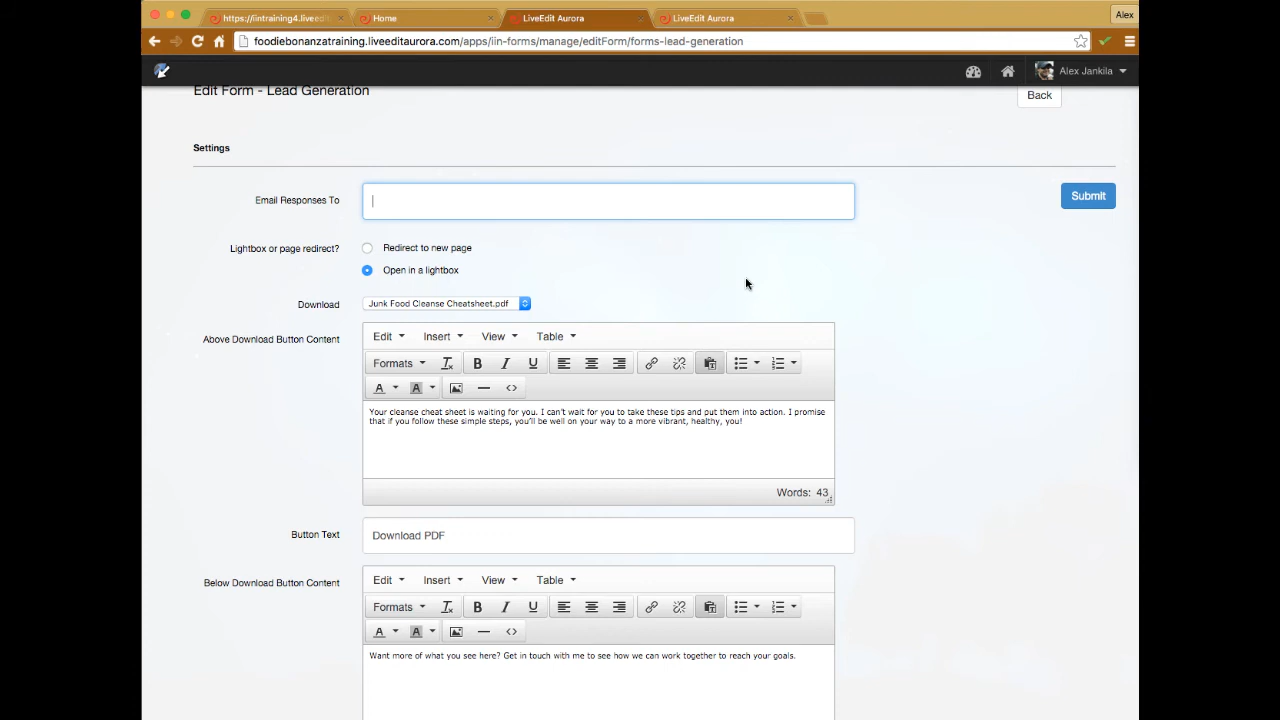 https://iintraining4.liveedit
Home
LiveEdit Aurora
LiveEdit Aurora
Alex
foodiebonanzatraining.liveeditaurora.com/apps/iin-forms/manage/editForm/forms-lead-generation
Alex Jankila
Edit Form - Lead Generation
Back
Settings
Email Responses To
Submit
Lightbox or page redirect?
Redirect to new page
Open in a lightbox
Download
Junk Food Cleanse Cheatsheet.pdf
Above Download Button Content
Edit Insert View Table
Formats B I U
A A
Your cleanse cheat sheet is waiting for you. I can't wait for you to take these tips and put them into action. I promise
that if you follow these simple steps, you'll be well on your way to a more vibrant, healthy, you!
Words: 43
Button Text
Download PDF
Below Download Button Content
Edit Insert View Table
Formats B I U
A A
Want more of what you see here? Get in touch with me to see how we can work together to reach your goals.